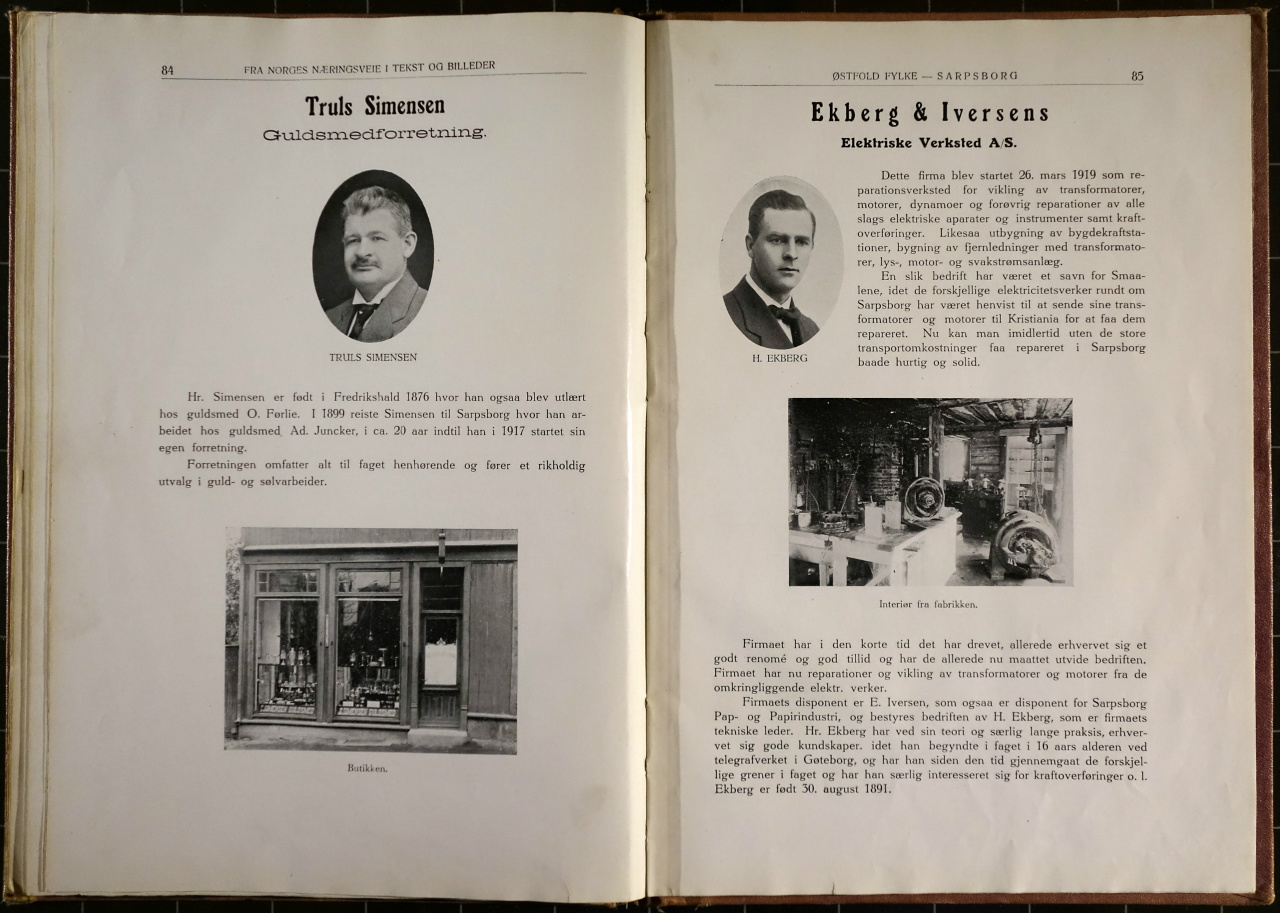 84
FRA NORGES NÆRINGSVEIE I TEKST OG BILLEDER
Truls Simensen
Guldsmedforretning.
TRULS SIMENSEN
Hr. Simensen er født i Fredrikshald 1876 hvor han ogsaa blev utlært
hos guldsmed O. Førlie. I 1899 reiste Simensen til Sarpsborg hvor han ar-
beidet hos guldsmed Ad. Juncker, i ca. 20 aar indtil han i 1917 startet sin
egen forretning.
Forretningen omfatter alt til faget henhørende og fører et rikholdig
utvalg i guld- og sølvarbeider.
Butikken.
ØSTFOLD FYLKE — SARPSBORG
85
Ekberg & Iversens
Elektriske Verksted A/S.
Dette firma blev startet 26. mars 1919 som re-
parationsverksted for vikling av transformatorer,
motorer, dynamoer og forøvrig reparationer av alle
slags elektriske aparater og instrumenter samt kraft-
overføringer. Likesaa utbygning av bygdekraftsta-
tioner, bygning av fjernledninger med transformato-
rer, lys-, motor- og svakstrømsanlæg.
En slik bedrift har været et savn for Smaa-
lene, idet de forskjellige elektricitetsverker rundt om
Sarpsborg har været henvist til at sende sine trans-
formatorer og motorer til Kristiania for at faa dem
reparert. Nu kan man imidlertid uten de store
transportomkostninger faa reparert i Sarpsborg
baade hurtig og solid.
H. EKBERG
Interiør fra fabrikken.
Firmaet har i den korte tid det har drevet, allerede erhvervet sig et
godt renomé og god tillid og har de allerede nu maattet utvide bedriften.
Firmaet har nu reparationer og vikling av transformatorer og motorer fra de
omkringliggende elektr. verker.
Firmaets disponent er E. Iversen, som ogsaa er disponent for Sarpsborg
Pap- og Papirindustri, og bestyres bedriften av H. Ekberg, som er firmaets
tekniske leder. Hr. Ekberg har ved sin teori og særlig lange praksis, erhver-
vet sig gode kundskaper. idet han begyndte i faget i 16 aars alderen ved
telegrafverket i Gøteborg, og har han siden den tid gjennemgaat de forskjel-
lige grener i faget og har han særlig interesseret sig for kraftoverføringer o. l.
Ekberg er født 30. august 1891.